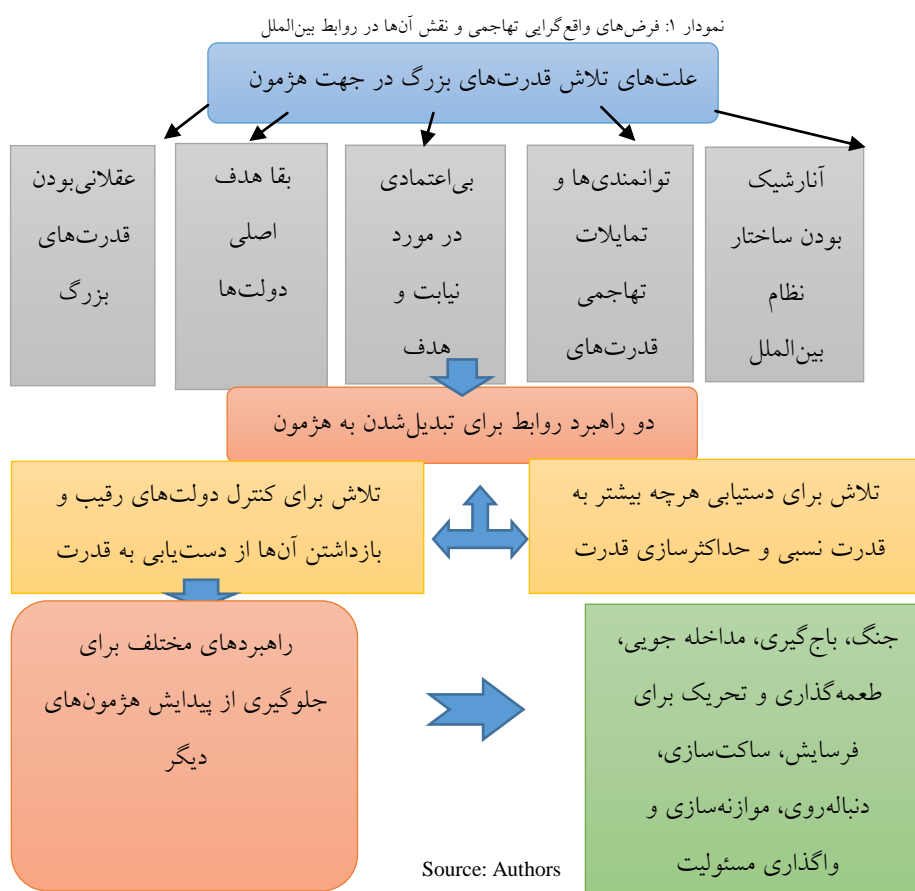 نمودار ۱: فرض‌های واقع‌گرایی تهاجمی و نقش آن‌ها در روابط بین‌الملل
علت‌های تلاش قدرت‌های بزرگ در جهت هژمون
آنارشیک
بودن ساختار
نظام
بین‌الملل
توانمندی‌ها و
تمایلات
تهاجمی
قدرت‌های
بی‌اعتمادی
در مورد
نیابت و
هدف
بقا هدف
اصلی
دولت‌ها
عقلانی‌بودن
قدرت‌های
بزرگ
دو راهبرد روابط برای تبدیل‌شدن به هژمون
تلاش برای دستیابی هرچه بیشتر به
قدرت نسبی و حداکثرسازی قدرت
تلاش برای کنترل دولت‌های رقیب و
بازداشتن آن‌ها از دست‌یابی به قدرت
راهبردهای مختلف برای
جلوگیری از پیدایش هژمون‌های
دیگر
جنگ، باج‌گیری، مداخله جویی،
طعمه‌گذاری و تحریک برای
فرسایش، ساکت‌سازی،
دنباله‌روی، موازنه‌سازی و
واگذاری مسئولیت
Source: Authors